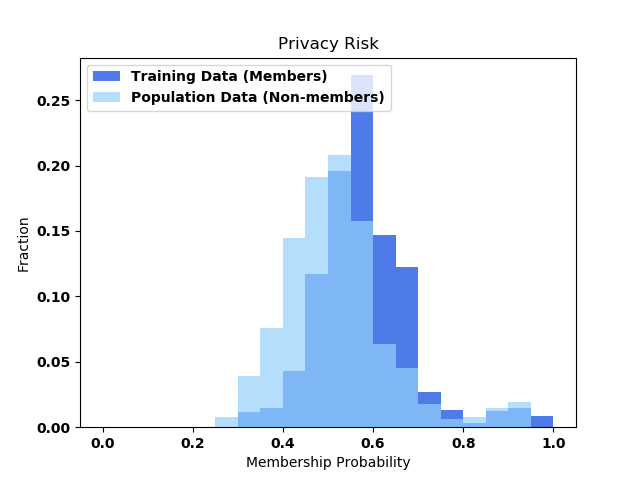 Privacy Risk
Training Data (Members)
Population Data (Non-members)
Fraction
0.25
0.20
0.15
0.10
0.05
0.00
0.0 0.2 0.4 0.6 0.8 1.0
Membership Probability